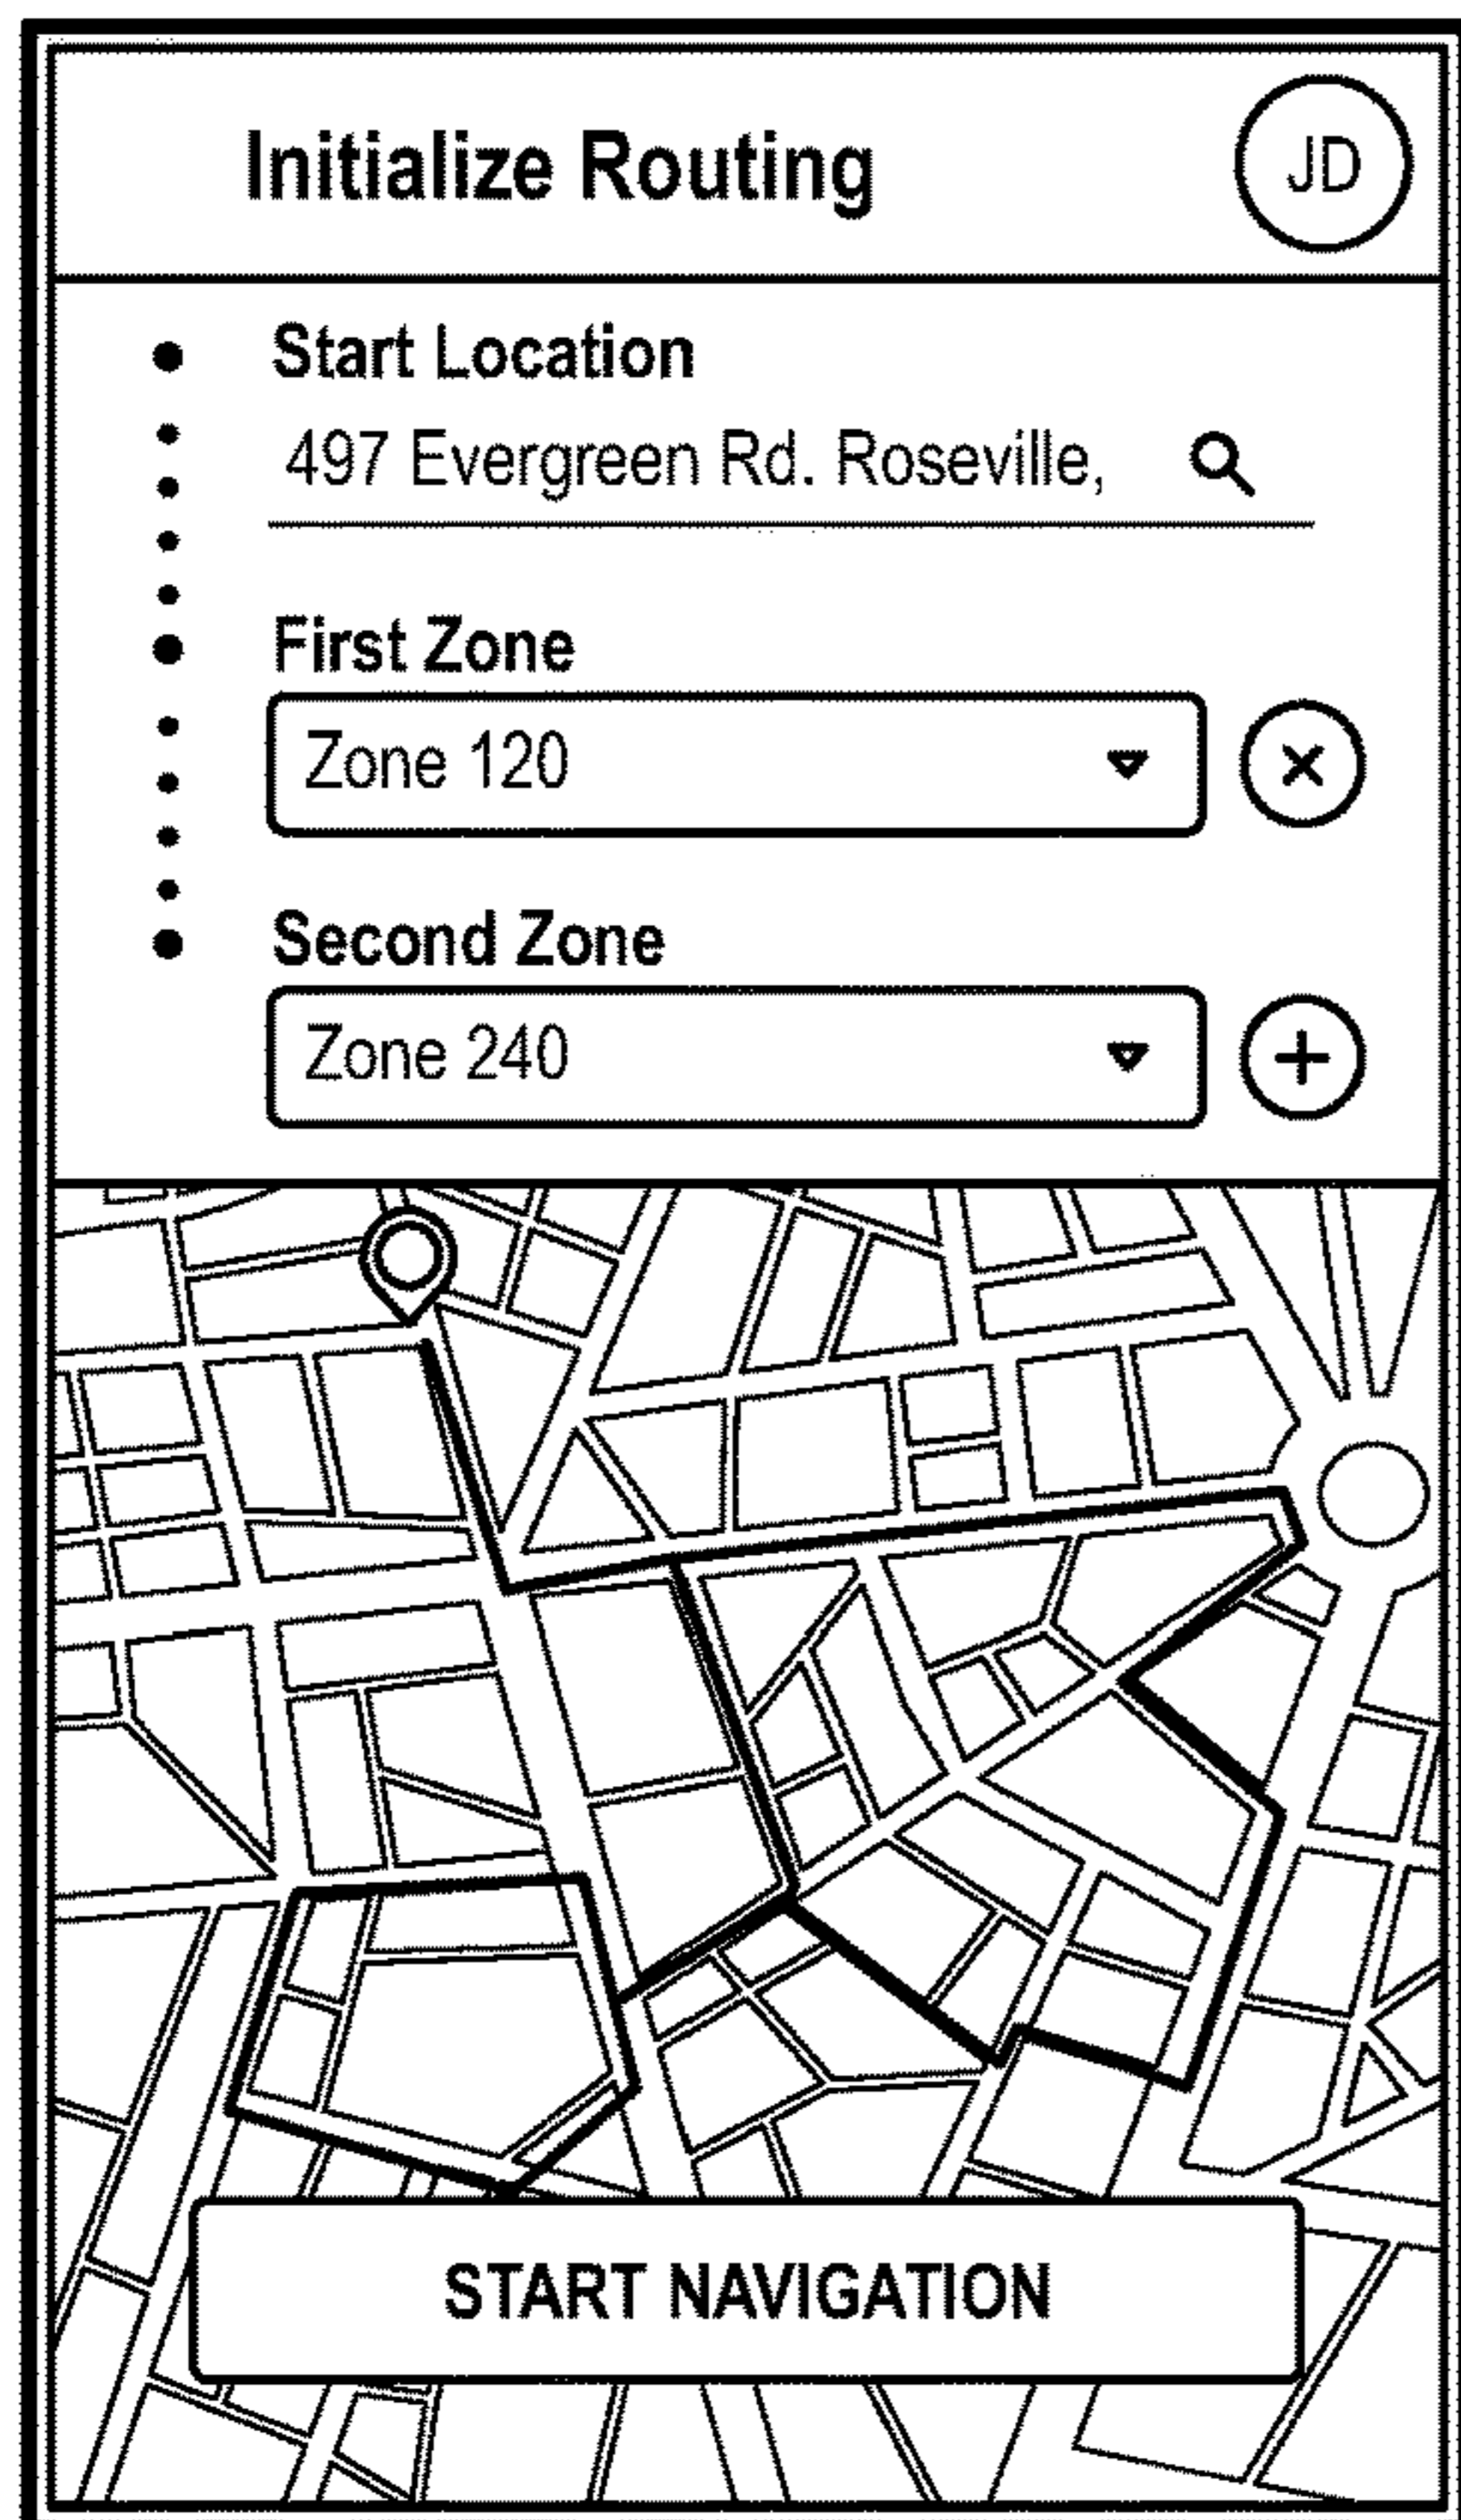 Initialize Routing
JD
Start Location
497 Evergreen Rd. Roseville,
First Zone
Zone 120
Second Zone
Zone 240
START NAVIGATION